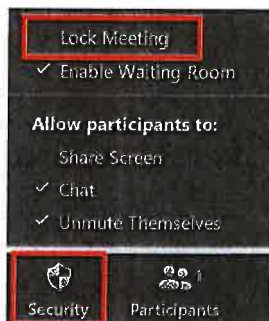 Lock Meeting
✓ Enable Waiting Room
Allow participants to:
Share Screen
✓ Chat
✓ Unmute Themselves
1
Security Participants